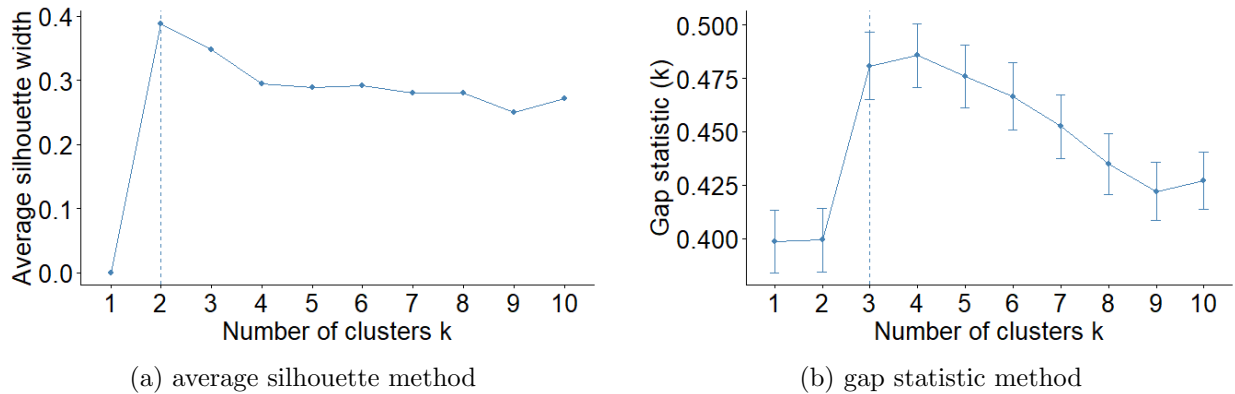 Average silhouette width
0.4
0.3
0.2
0.1
0.0
1 2 3 4 5 6 7 8 9 10
Number of clusters k
(a) average silhouette method
Gap statistic (k)
0.500
0.475
0.450
0.425
0.400
1 2 3 4 5 6 7 8 9 10
Number of clusters k
(b) gap statistic method